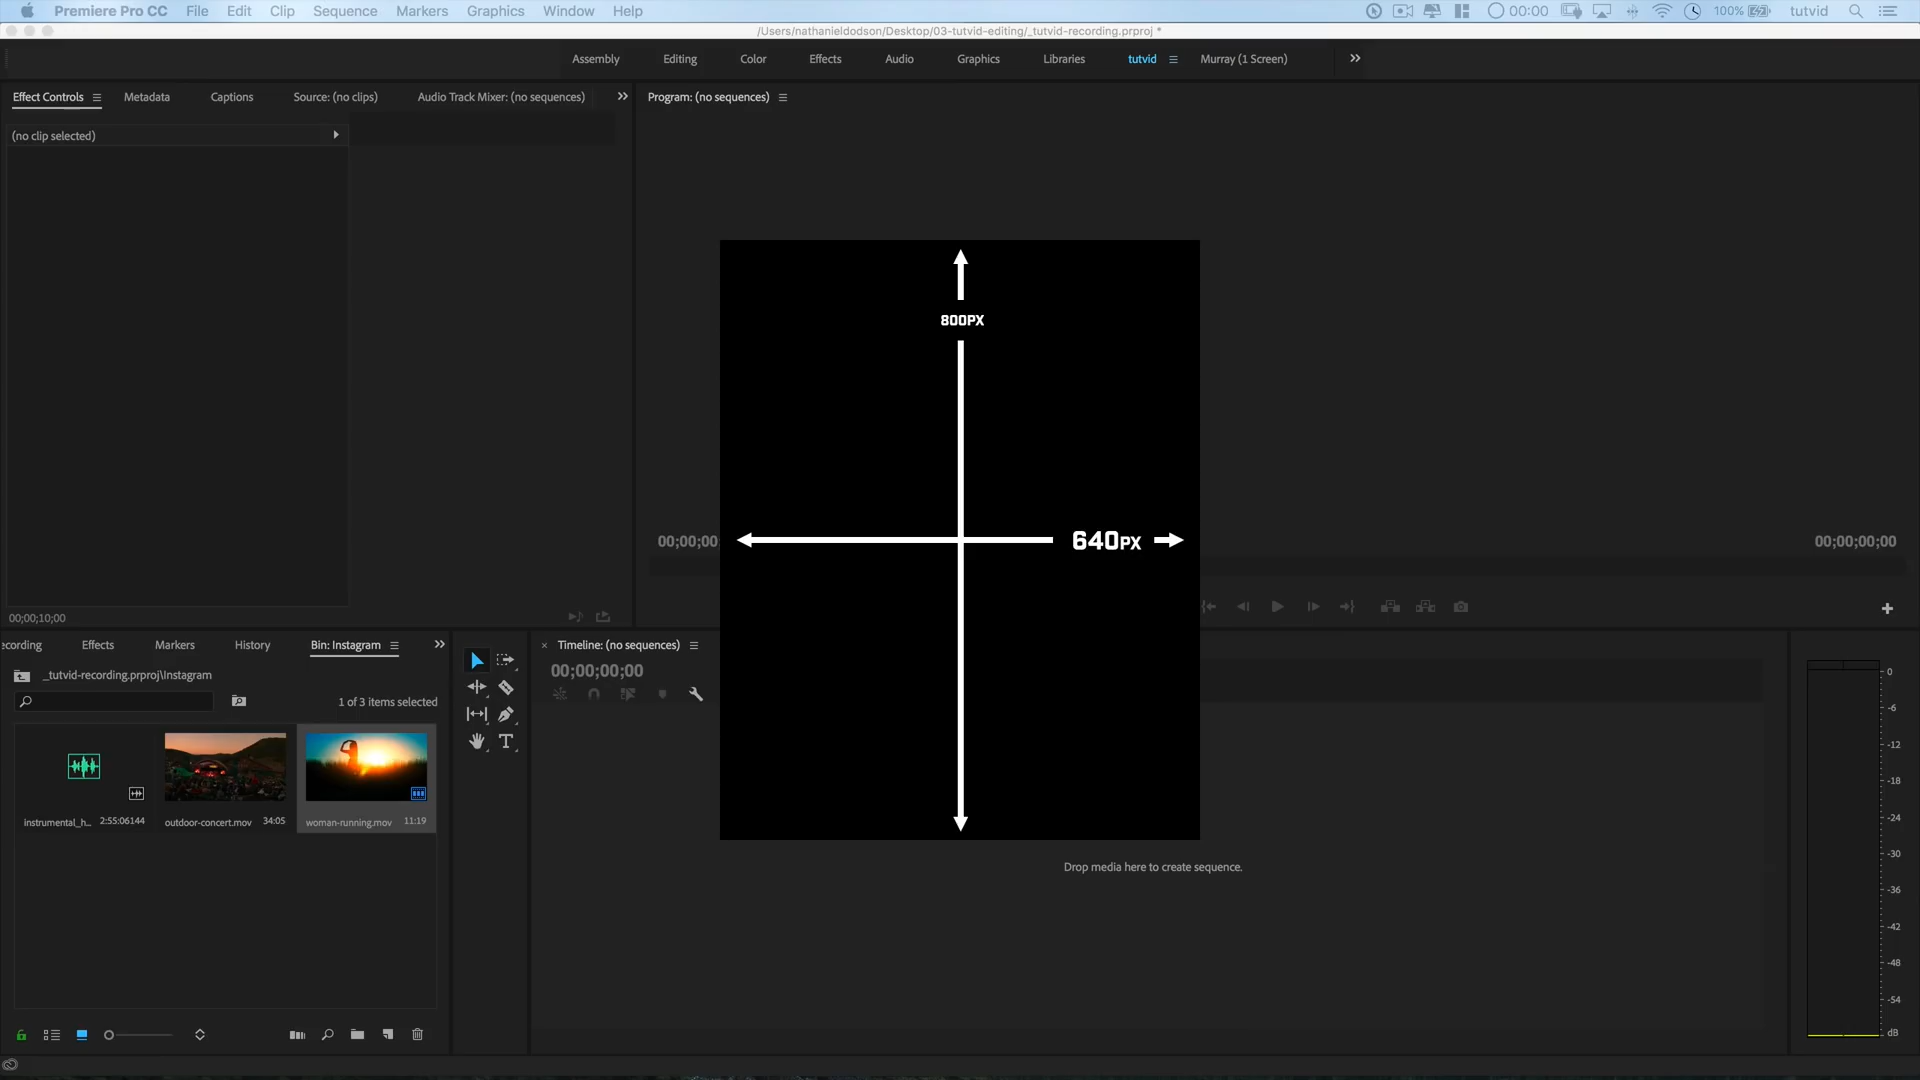 Premiere Pro CC File Edit Clip Sequence Markers Graphics Window Help 00:00 100% tutvid
/Users/nathanieldodson/Desktop/03-tutvid-editing/_tutvid-recording.prproj *
Assembly Editing Color Effects Audio Graphics Libraries tutvid Murray (1 Screen)
Effect Controls Metadata Captions Source: (no clips) Audio Track Mixer: (no sequences) Program: (no sequences)
(no clip selected)
800PX
640PX
00;00;00 00;00;00;00
00;00;10;00
ecording Effects Markers History Bin: Instagram Timeline: (no sequences)
_tutvid-recording.prproj\Instagram 00;00;00;00
1 of 3 items selected
instrumental_h... 2:55:06144 outdoor-concert.mov 34:05 woman-running.mov 11:19
Drop media here to create sequence.
0
-6
-12
-18
-24
-30
-36
-42
-48
-54
dB